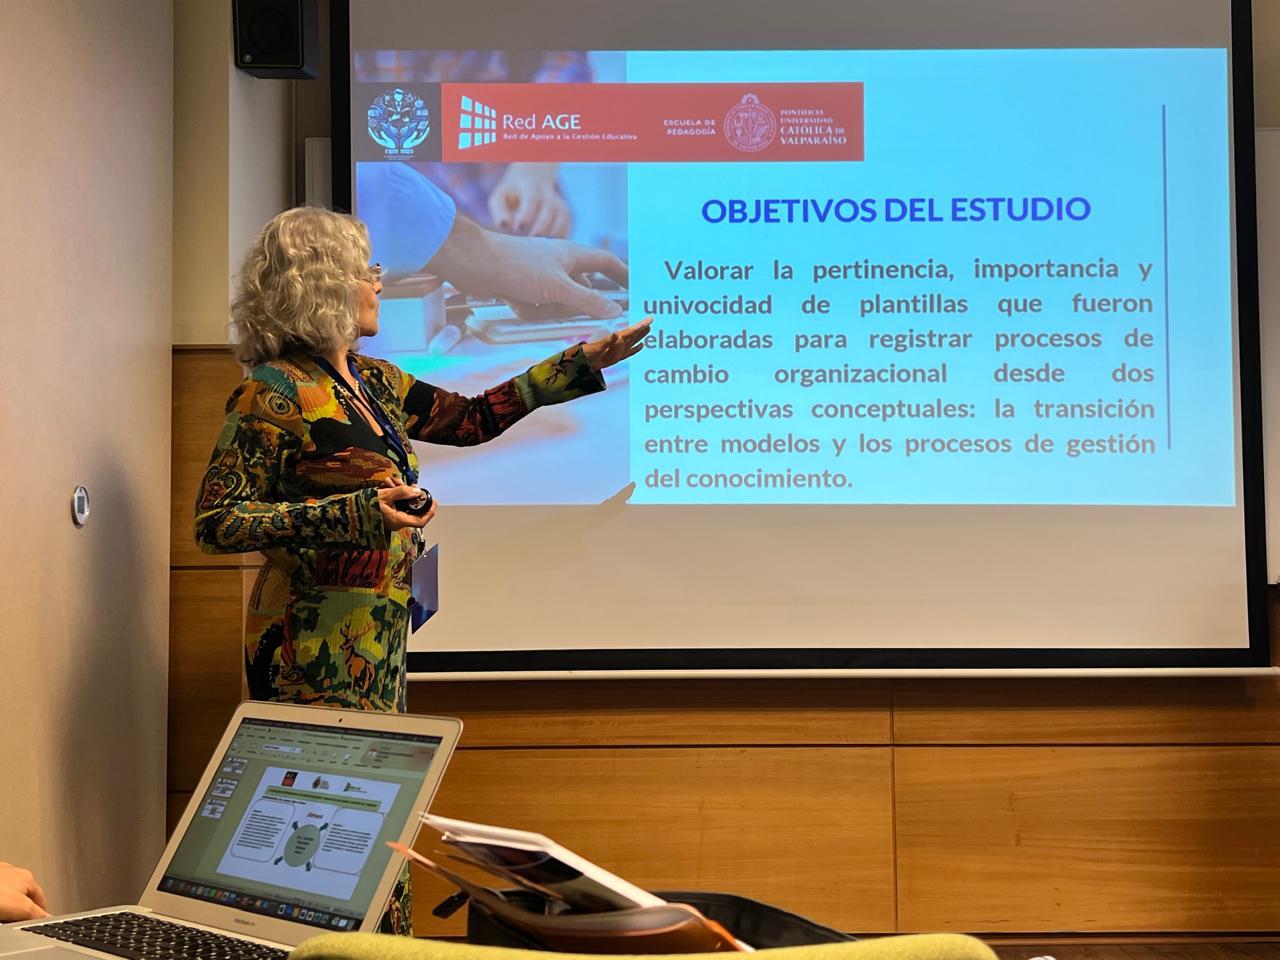 Red AGE
Red de Apoyo a la Gestión Educativa
ESCUELA DE
PEDAGOGÍA
PONTIFICIA
UNIVERSIDAD
CATÓLICA DE
VALPARAÍSO
OBJETIVOS DEL ESTUDIO
Valorar la pertinencia, importancia y
univocidad de plantillas que fueron
elaboradas para registrar procesos de
cambio organizacional desde dos
perspectivas conceptuales: la transición
entre modelos y los procesos de gestión
del conocimiento.
MacBook Air